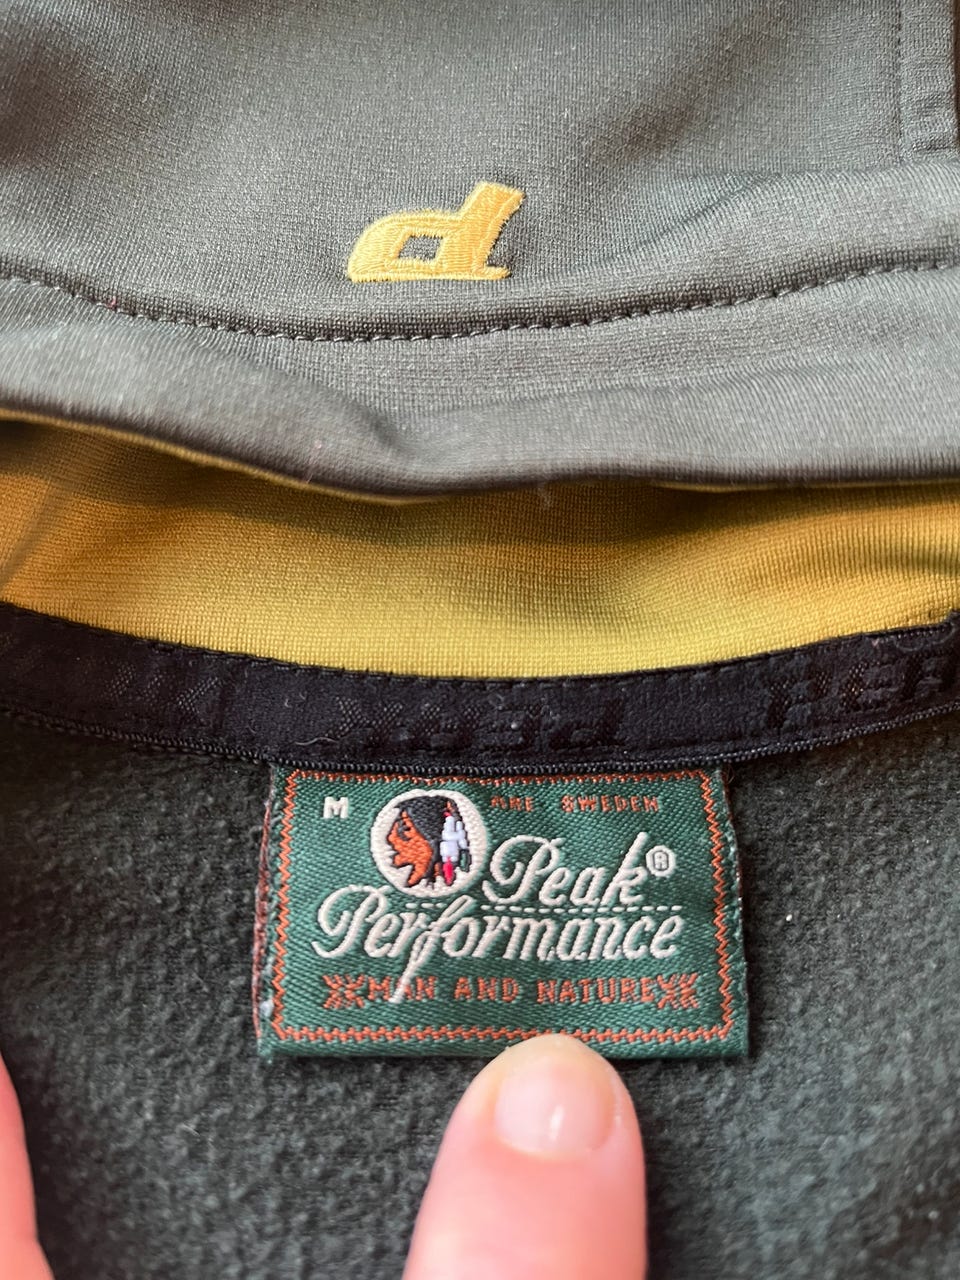 d
M ÅRE SWEDEN
Peak®
Performance
MAN AND NATURE